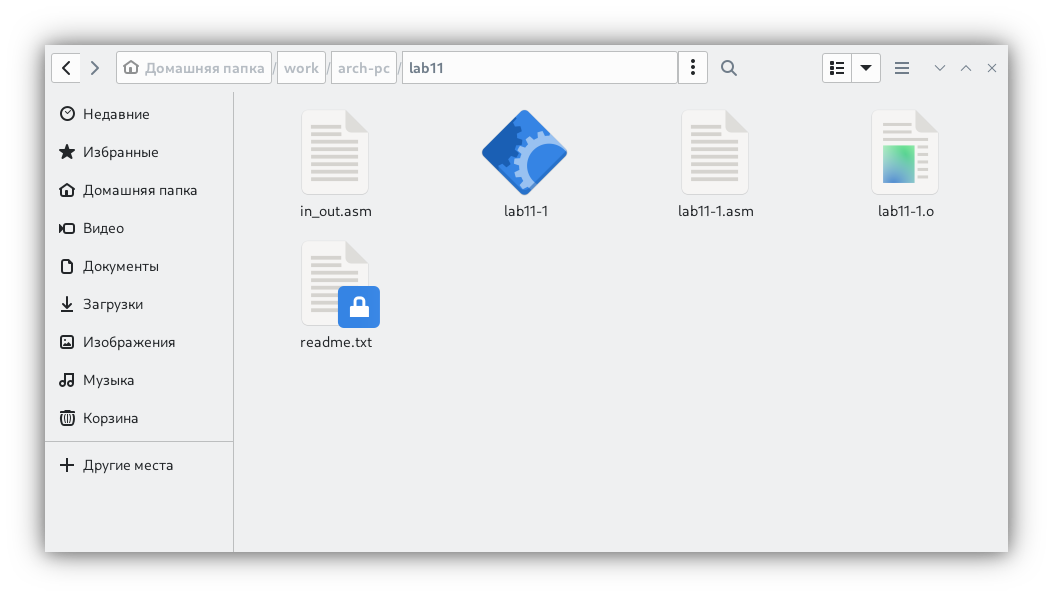 Домашняя папка / work / arch-pc / lab11
Недавние
Избранные
Домашняя папка
Видео
Документы
Загрузки
Изображения
Музыка
Корзина
Другие места
in_out.asm
lab11-1
lab11-1.asm
lab11-1.o
readme.txt